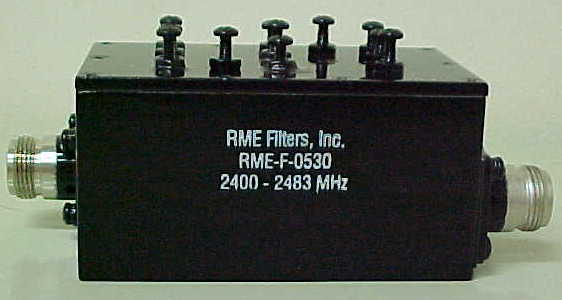 RME Filters, Inc.
RME-F-0530
2400 - 2483 MHz